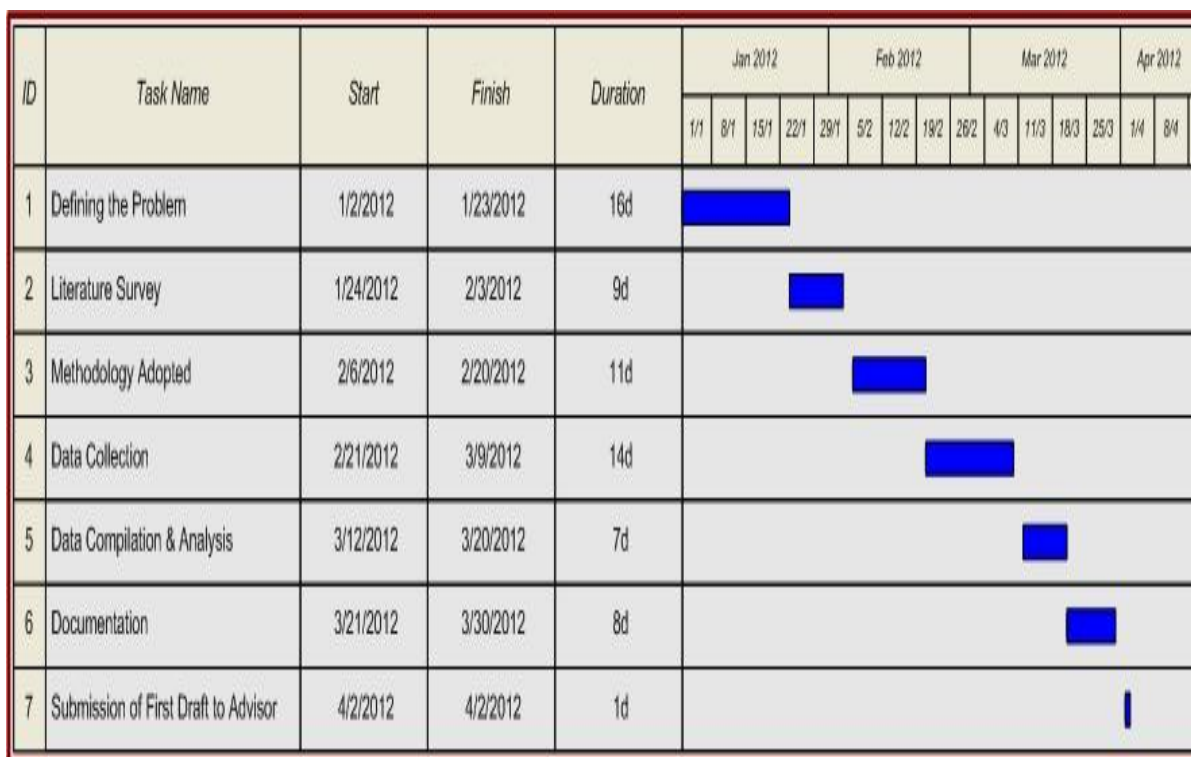 ID Task Name Start Finish Duration Jan 2012 Feb 2012 Mar 2012 Apr 2012
1/1 8/1 15/1 22/1 29/1 5/2 12/2 19/2 26/2 4/3 11/3 18/3 25/3 1/4 8/4
1 Defining the Problem 1/2/2012 1/23/2012 16d
2 Literature Survey 1/24/2012 2/3/2012 9d
3 Methodology Adopted 2/6/2012 2/20/2012 11d
4 Data Collection 2/21/2012 3/9/2012 14d
5 Data Compilation & Analysis 3/12/2012 3/20/2012 7d
6 Documentation 3/21/2012 3/30/2012 8d
7 Submission of First Draft to Advisor 4/2/2012 4/2/2012 1d